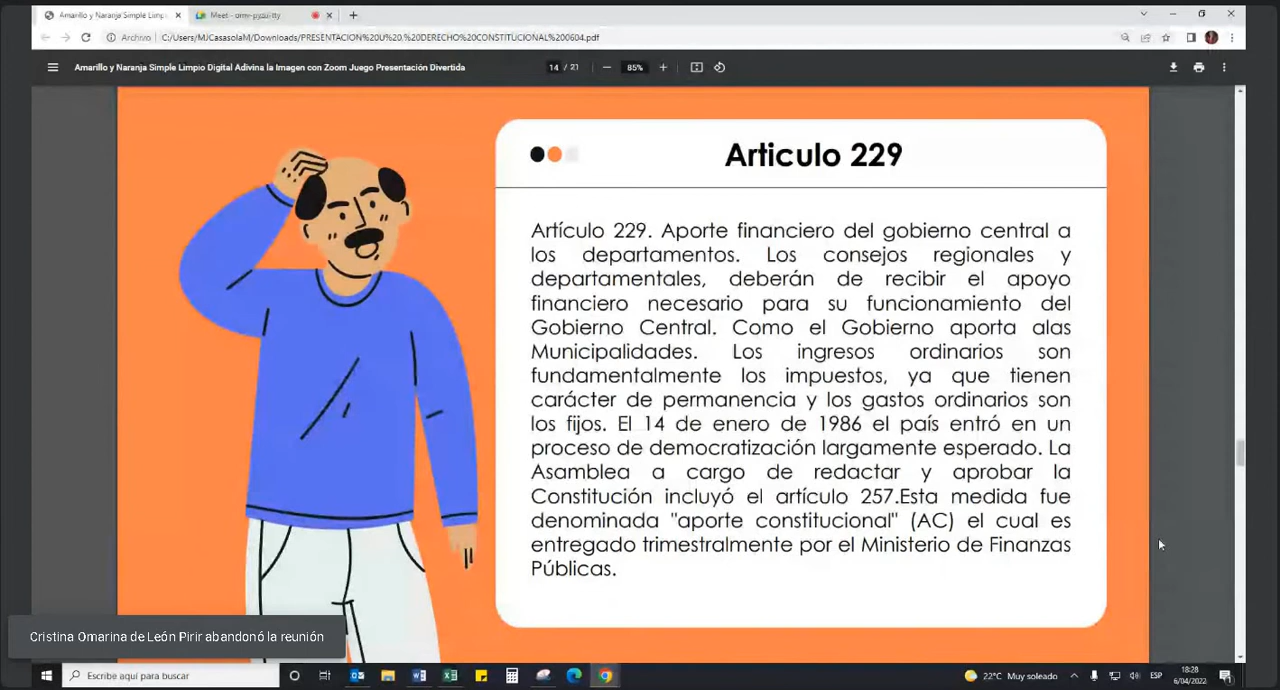 Amarillo y Naranja Simple Limp
Meet - omv-pyzu-tty
Archivo
C:/Users/MJCasasolaM/Downloads/PRESENTACION%20U%20.%20DERECHO%20CONSTITUCIONAL%200604.pdf
Amarillo y Naranja Simple Limpio Digital Adivina la Imagen con Zoom Juego Presentación Divertida
14 / 21
85%
Articulo 229
Artículo 229. Aporte financiero del gobierno central a
los departamentos. Los consejos regionales y
departamentales, deberán de recibir el apoyo
financiero necesario para su funcionamiento del
Gobierno Central. Como el Gobierno aporta alas
Municipalidades. Los ingresos ordinarios son
fundamentalmente los impuestos, ya que tienen
carácter de permanencia y los gastos ordinarios son
los fijos. El 14 de enero de 1986 el país entró en un
proceso de democratización largamente esperado. La
Asamblea a cargo de redactar y aprobar la
Constitución incluyó el artículo 257.Esta medida fue
denominada "aporte constitucional" (AC) el cual es
entregado trimestralmente por el Ministerio de Finanzas
Públicas.
Cristina Omarina de León Pirir abandonó la reunión
Escribe aquí para buscar
22°C Muy soleado
ESP
18:28
6/04/2022